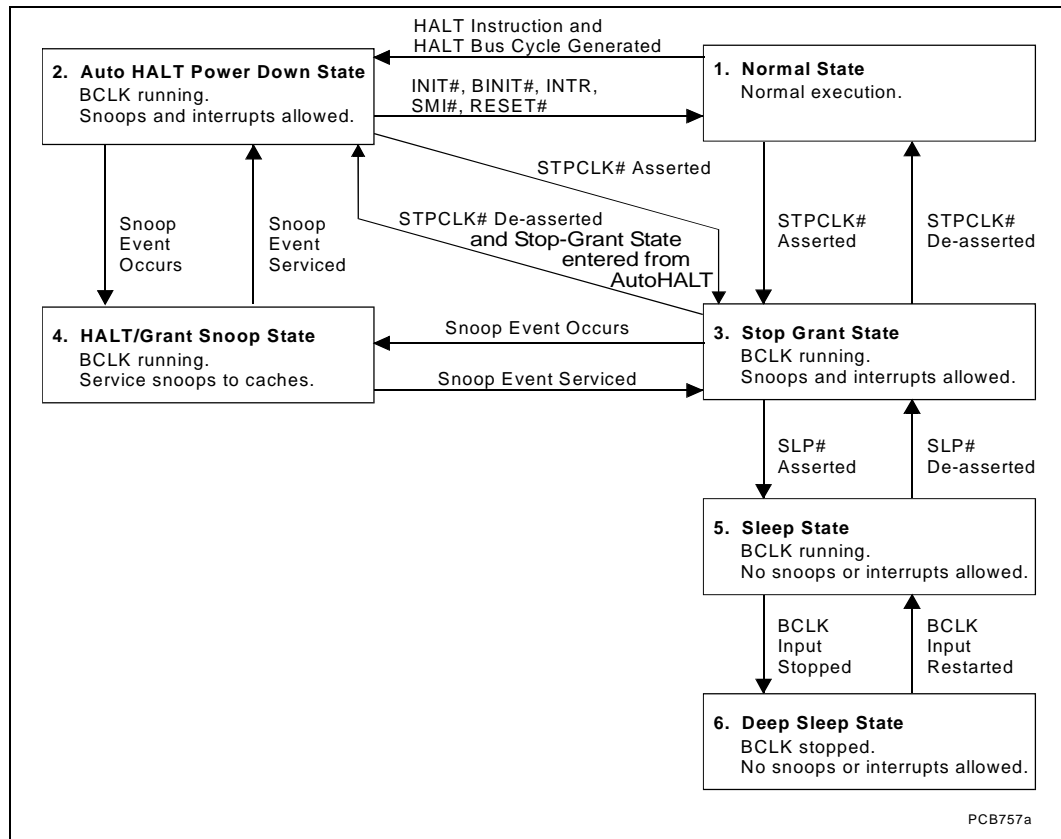 HALT Instruction and
HALT Bus Cycle Generated
2. Auto HALT Power Down State
BCLK running.
Snoops and interrupts allowed.
INIT#, BINIT#, INTR,
SMI#, RESET#
1. Normal State
Normal execution.
STPCLK# Asserted
STPCLK# De-asserted
and Stop-Grant State
entered from
AutoHALT
Snoop
Event
Occurs
Snoop
Event
Serviced
STPCLK#
Asserted
STPCLK#
De-asserted
4. HALT/Grant Snoop State
BCLK running.
Service snoops to caches.
Snoop Event Occurs
Snoop Event Serviced
3. Stop Grant State
BCLK running.
Snoops and interrupts allowed.
SLP#
Asserted
SLP#
De-asserted
5. Sleep State
BCLK running.
No snoops or interrupts allowed.
BCLK
Input
Stopped
BCLK
Input
Restarted
6. Deep Sleep State
BCLK stopped.
No snoops or interrupts allowed.
PCB757a